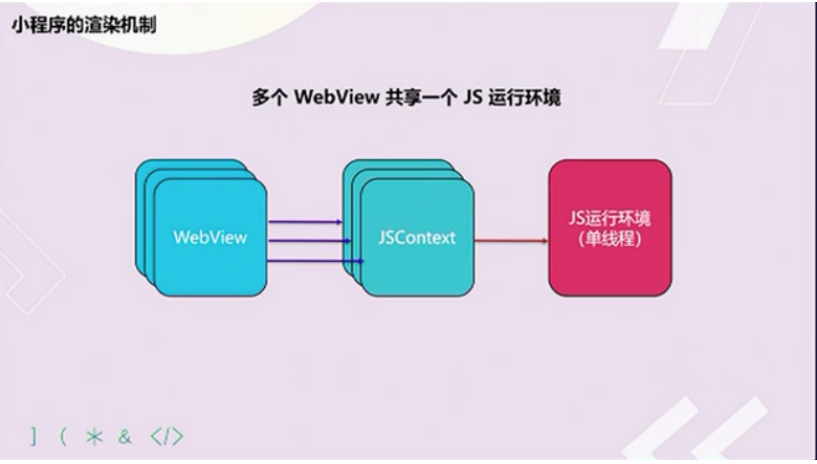 小程序的渲染机制
多个 WebView 共享一个 JS 运行环境
WebView
JSContext
JS运行环境
（单线程）
] ( * & </>